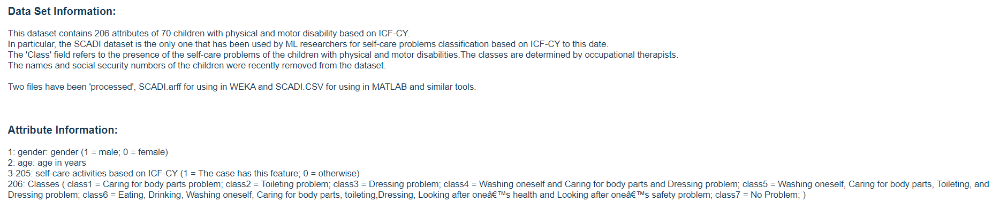 Data Set Information:
This dataset contains 206 attributes of 70 children with physical and motor disability based on ICF-CY.
In particular, the SCADI dataset is the only one that has been used by ML researchers for self-care problems classification based on ICF-CY to this date.
The 'Class' field refers to the presence of the self-care problems of the children with physical and motor disabilities.The classes are determined by occupational therapists.
The names and social security numbers of the children were recently removed from the dataset.
Two files have been 'processed', SCADI.arff for using in WEKA and SCADI.CSV for using in MATLAB and similar tools.
Attribute Information:
1: gender: gender (1 = male; 0 = female)
2: age: age in years
3-205: self-care activities based on ICF-CY (1 = The case has this feature; 0 = otherwise)
206: Classes ( class1 = Caring for body parts problem; class2 = Toileting problem; class3 = Dressing problem; class4 = Washing oneself and Caring for body parts and Dressing problem; class5 = Washing oneself, Caring for body parts, Toileting, and
Dressing problem; class6 = Eating, Drinking, Washing oneself, Caring for body parts, toileting,Dressing, Looking after oneâ€™s health and Looking after oneâ€™s safety problem; class7 = No Problem; )